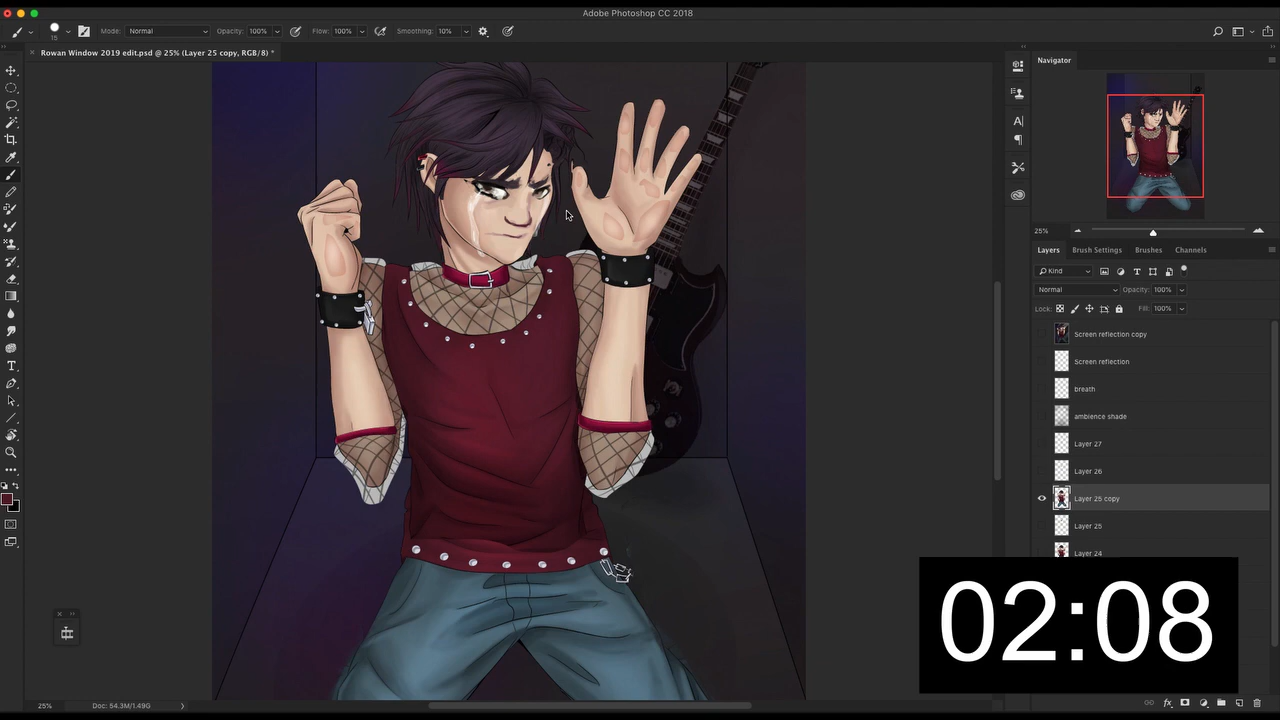 Adobe Photoshop CC 2018
15
Mode: Normal
Opacity: 100%
Flow: 100%
Smoothing: 10%
Rowan Window 2019 edit.psd @ 25% (Layer 25 copy, RGB/8) *
Navigator
25%
Layers
Brush Settings
Brushes
Channels
Kind
Normal
Opacity: 100%
Lock:
Fill: 100%
Screen reflection copy
Screen reflection
breath
ambience shade
Layer 27
Layer 26
Layer 25 copy
Layer 25
Layer 24
02:08
25%
Doc: 54.3M/1.49G